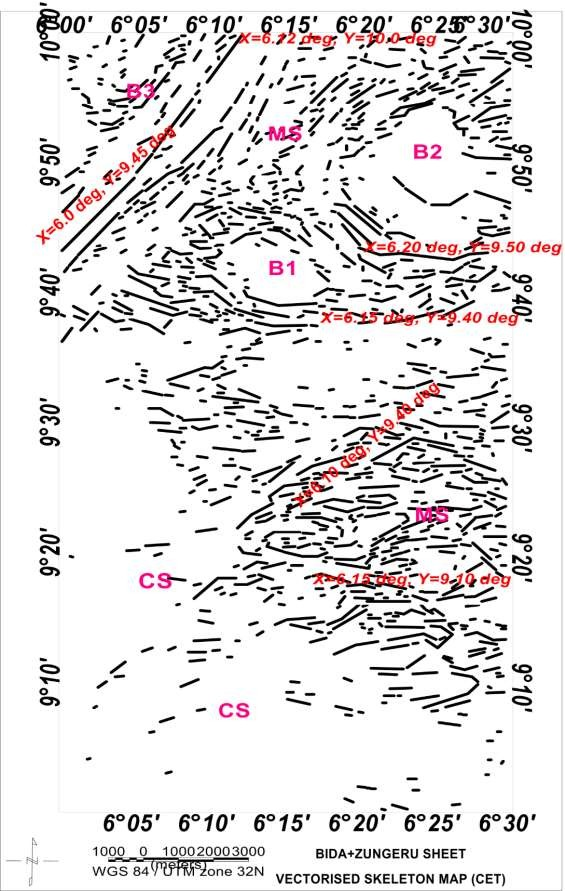 6°00' 6°05' 6°10' 6°15' 6°20' 6°25' 6°30'
10°00' 10°00'
X=6.12 deg, Y=10.0 deg
B3
MS
B2
9°50' 9°50'
X=6.0 deg, Y=9.45 deg
X=6.20 deg, Y=9.50 deg
B1
9°40' 9°40'
X=6.15 deg, Y=9.40 deg
9°30' 9°30'
X=6.10 deg, Y=9.40 deg
MS
9°20' 9°20'
CS
X=6.15 deg, Y=9.10 deg
9°10' 9°10'
CS
6°05' 6°10' 6°15' 6°20' 6°25' 6°30'
1000 0 1000 2000 3000
(meters)
WGS 84 / UTM zone 32N
BIDA+ZUNGERU SHEET
VECTORISED SKELETON MAP (CET)